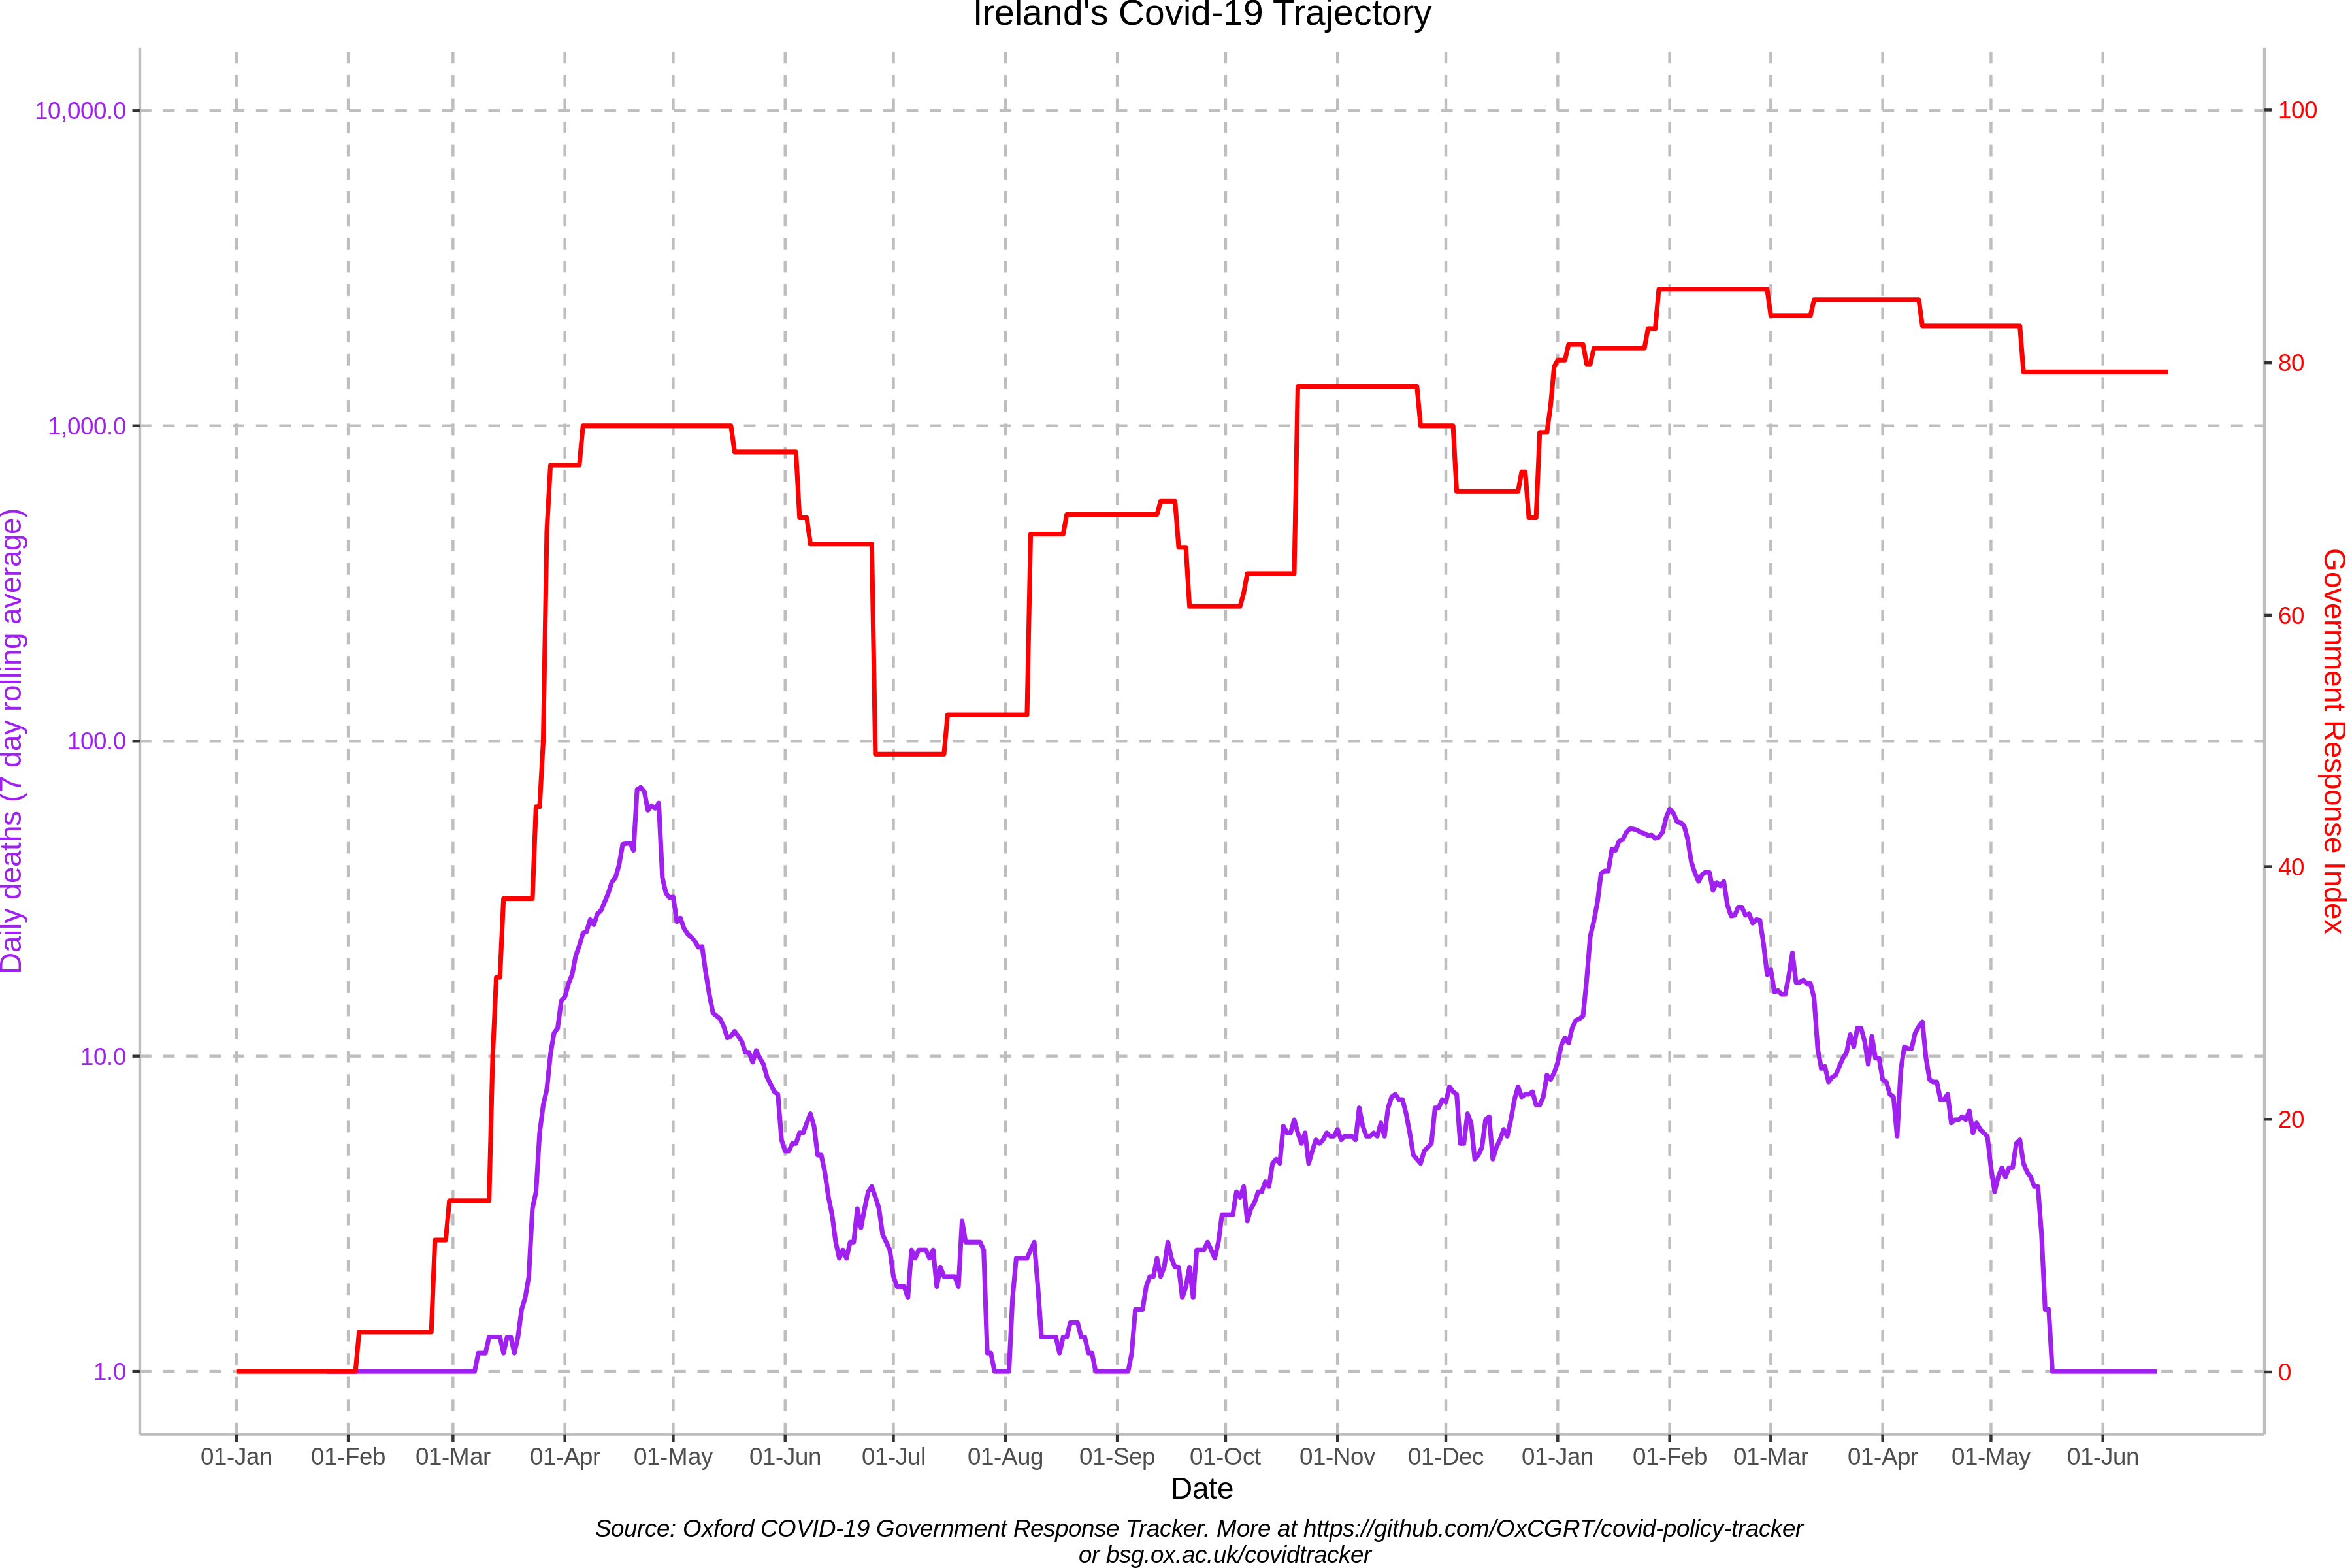 Ireland's Covid-19 Trajectory
10,000.0
1,000.0
100.0
10.0
1.0
Daily deaths (7 day rolling average)
100
80
60
40
20
0
Government Response Index
01-Jan 01-Feb 01-Mar 01-Apr 01-May 01-Jun 01-Jul 01-Aug 01-Sep 01-Oct 01-Nov 01-Dec 01-Jan 01-Feb 01-Mar 01-Apr 01-May 01-Jun
Date
Source: Oxford COVID-19 Government Response Tracker. More at https://github.com/OxCGRT/covid-policy-tracker
or bsg.ox.ac.uk/covidtracker